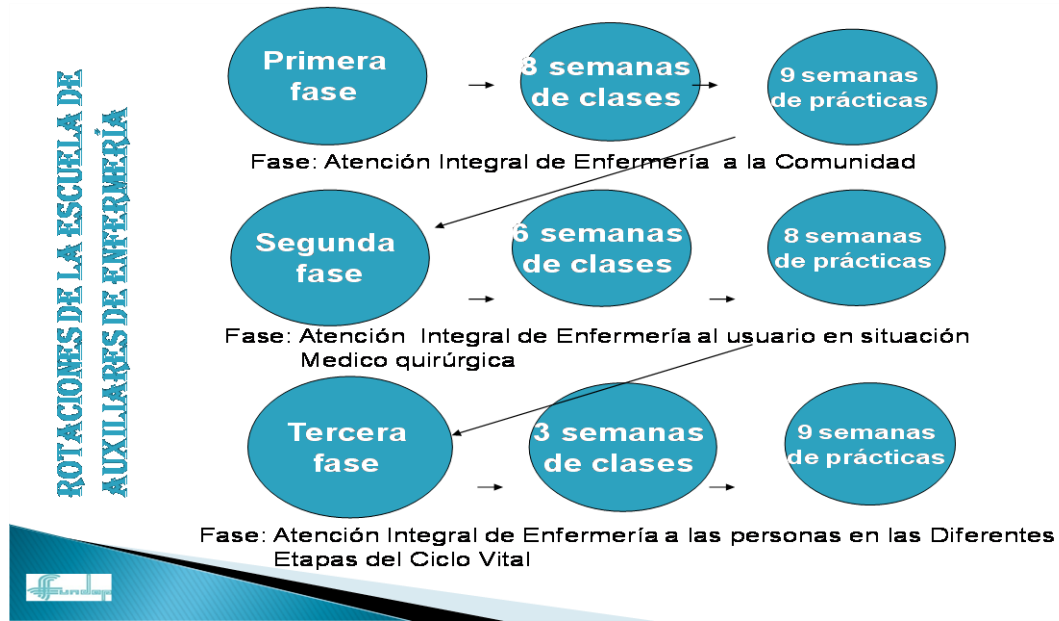 ROTACIONES DE LA ESCUELA DE
AUXILIARES DE ENFERMERÍA
Primera
fase
8 semanas
de clases
9 semanas
de prácticas
Fase: Atención Integral de Enfermería a la Comunidad
Segunda
fase
6 semanas
de clases
8 semanas
de prácticas
Fase: Atención Integral de Enfermería al usuario en situación
Medico quirúrgica
Tercera
fase
3 semanas
de clases
9 semanas
de prácticas
Fase: Atención Integral de Enfermería a las personas en las Diferentes
Etapas del Ciclo Vital